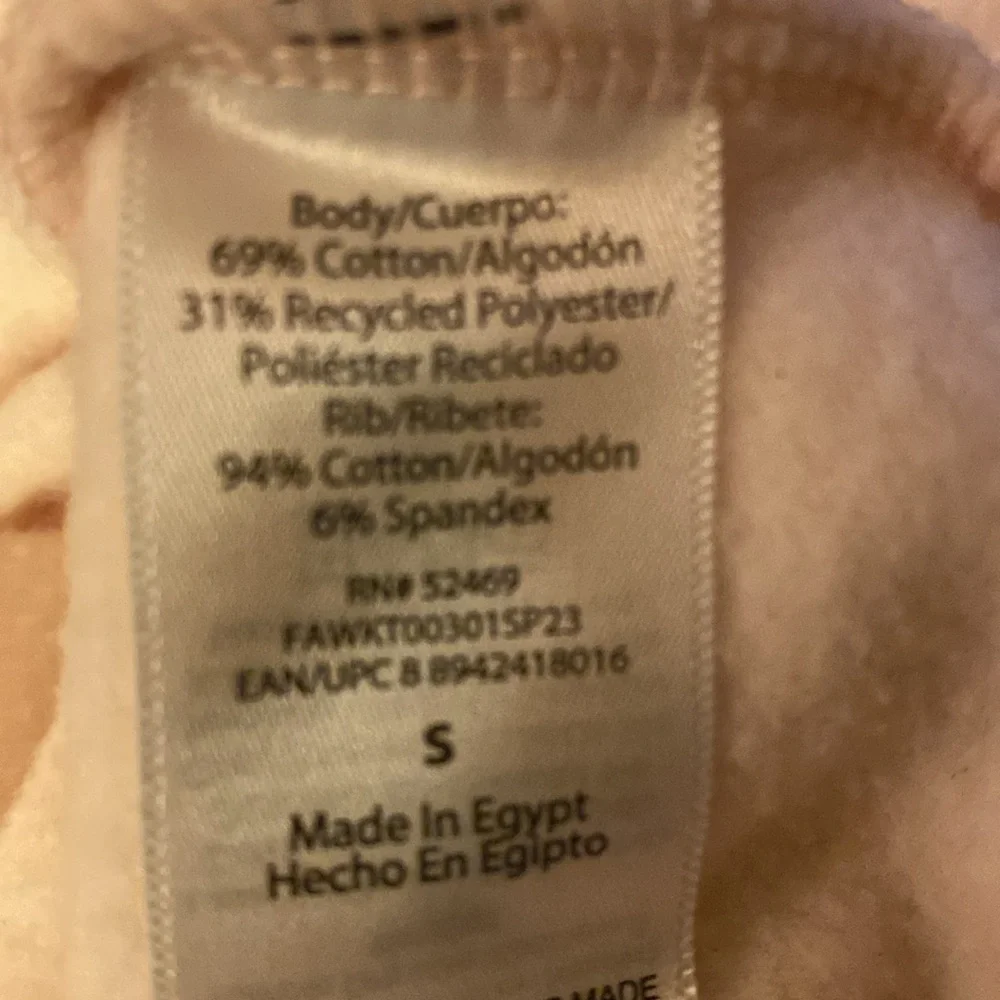 Body/Cuerpo:
69% Cotton/Algodón
31% Recycled Polyester/
Poliéster Reciclado
Rib/Ribete:
94% Cotton/Algodón
6% Spandex
RN# 52469
FAWKT00301SP23
EAN/UPC 8 8942418016
S
Made In Egypt
Hecho En Egipto
MADE